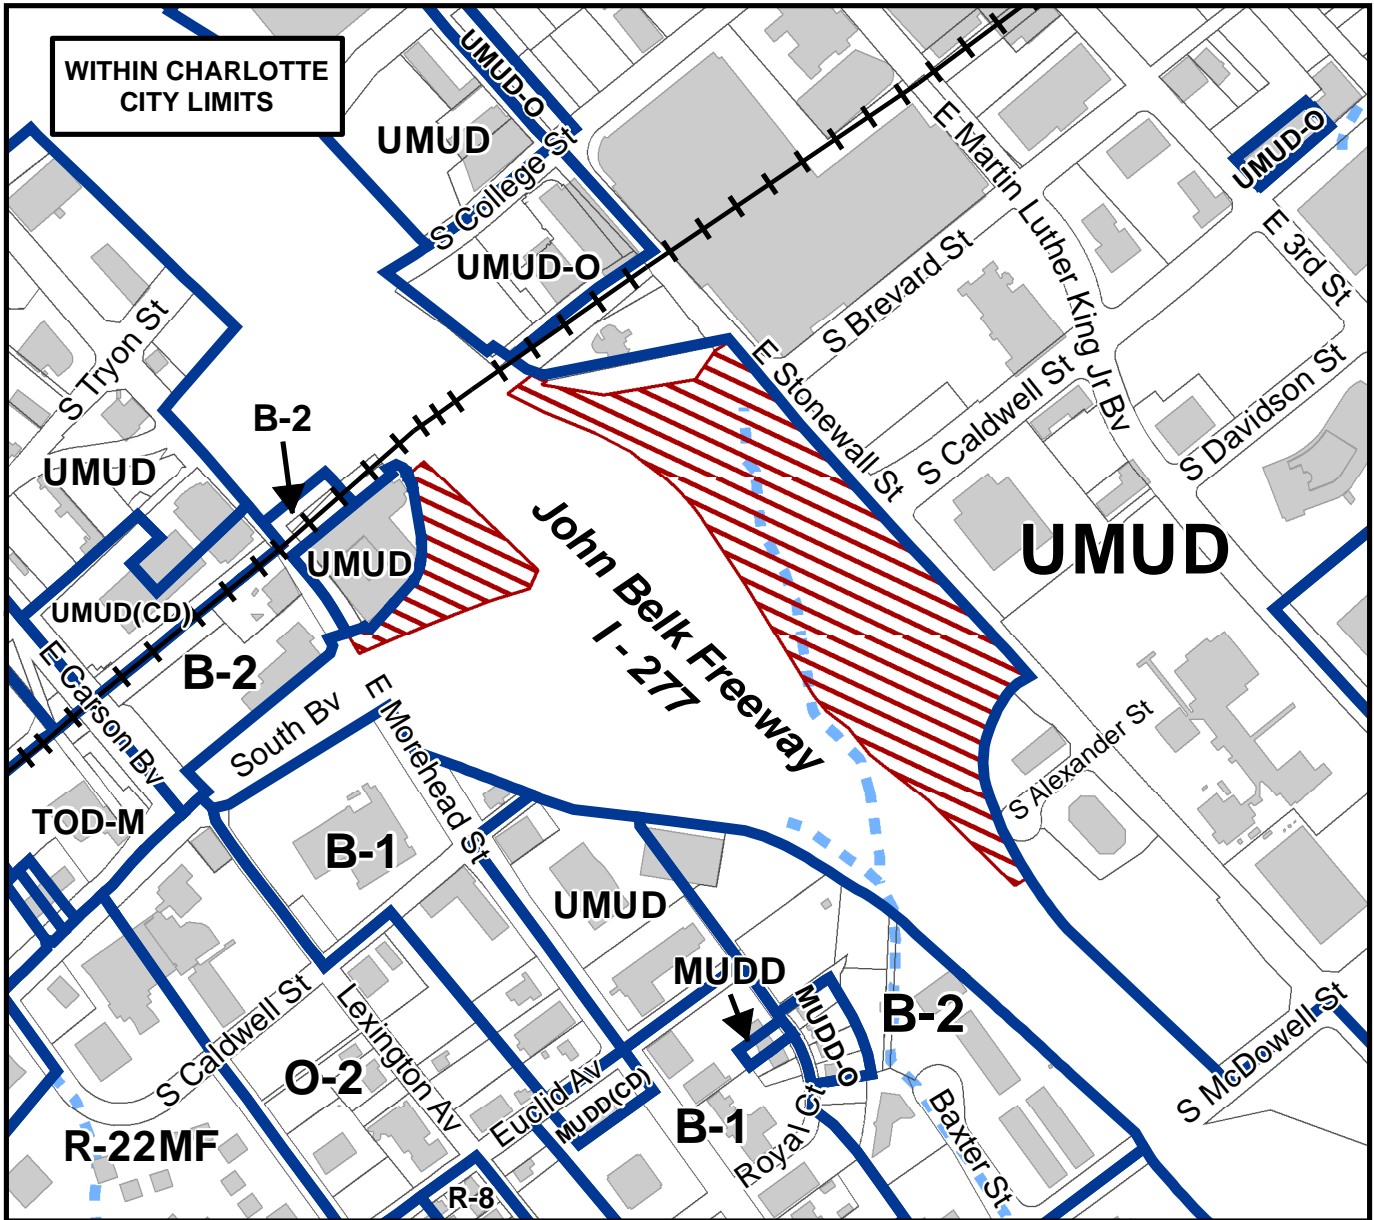 WITHIN CHARLOTTE
CITY LIMITS
UMUD-O
UMUD
S College St
UMUD-O
E Martin Luther King Jr Bv
UMUD-O
E 3rd St
S Brevard St
S Tryon St
E Stonewall St
S Caldwell St
S Davidson St
B-2
UMUD
UMUD
UMUD(CD)
John Belk Freeway
I - 277
UMUD
B-2
E Carson Bv
South Bv
E Morehead St
S Alexander St
TOD-M
B-1
UMUD
MUDD
MUDD-O
B-2
S Caldwell St
Lexington Av
O-2
Euclid Av
MUDD(CD)
B-1
Royal Ct
Baxter St
S McDowell St
R-22MF
R-8